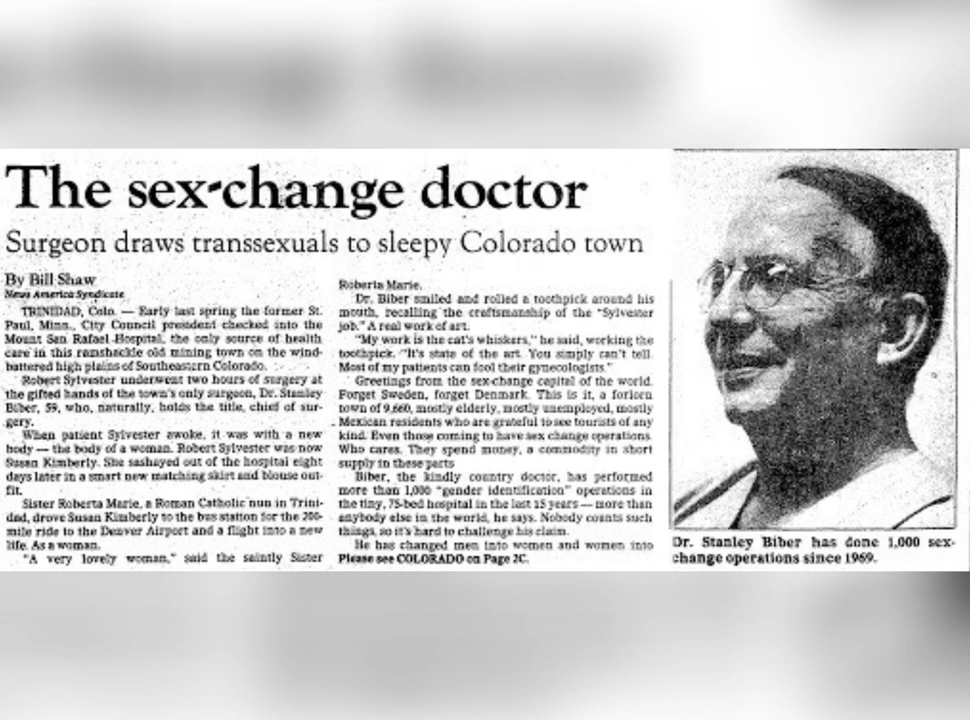 The sex-change doctor
Surgeon draws transsexuals to sleepy Colorado town
By Bill Shaw
News America Syndicate
TRINIDAD, Colo. — Early last spring the former St.
Paul, Minn., City Council president checked into the
Mount San Rafael Hospital, the only source of health
care in this ramshackle old mining town on the wind-
battered high plains of Southeastern Colorado.
Robert Sylvester underwent two hours of surgery at
the gifted hands of the town's only surgeon, Dr. Stanley
Biber, 59, who, naturally, holds the title, chief of sur-
gery.
When patient Sylvester awoke, it was with a new
body — the body of a woman. Robert Sylvester was now
Susan Kimberly. She sashayed out of the hospital eight
days later in a smart new matching skirt and blouse out-
fit.
Sister Roberta Marie, a Roman Catholic nun in Trini-
dad, drove Susan Kimberly to the bus station for the 200-
mile ride to the Denver Airport and a flight into a new
life. As a woman.
"A very lovely woman," said the saintly Sister
Roberta Marie.
Dr. Biber smiled and rolled a toothpick around his
mouth, recalling the craftsmanship of the "Sylvester
job." A real work of art.
"My work is the cat's whiskers," he said, working the
toothpick. "It's state of the art. You simply can't tell.
Most of my patients can fool their gynecologists."
Greetings from the sex-change capital of the world.
Forget Sweden, forget Denmark. This is it, a forlorn
town of 9,660, mostly elderly, mostly unemployed, mostly
Mexican residents who are grateful to see tourists of any
kind. Even those coming to have sex change operations.
Who cares. They spend money, a commodity in short
supply in these parts
Biber, the kindly country doctor, has performed
more than 1,000 "gender identification" operations in
the tiny, 75-bed hospital in the last 15 years — more than
anybody else in the world, he says. Nobody counts such
things, so it's hard to challenge his claim.
He has changed men into women and women into
Please see COLORADO on Page 2C.
Dr. Stanley Biber has done 1,000 sex-
change operations since 1969.